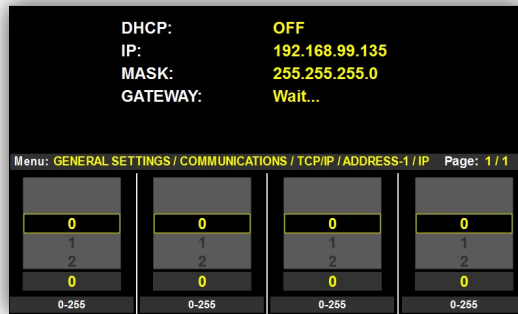 DHCP: OFF
IP: 192.168.99.135
MASK: 255.255.255.0
GATEWAY: Wait...
Menu: GENERAL SETTINGS / COMMUNICATIONS / TCP/IP / ADDRESS-1 / IP Page: 1 / 1
0 0 0 0
1 1 1 1
2 2 2 2
0 0 0 0
0-255 0-255 0-255 0-255